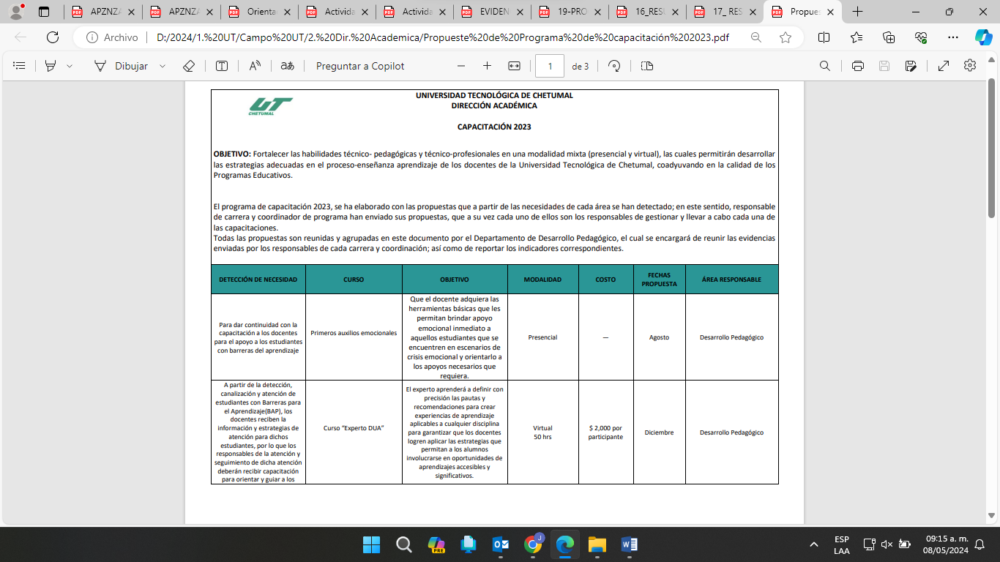 APZNZA
APZNZA
Orienta
Activida
Activida
EVIDEN
19-PRO
16_RESU
17_ RES
Propues
Archivo
D:/2024/1.%20UT/Campo%20UT/2.%20Dir.%20Academica/Propueste%20de%20Programa%20de%20capacitación%202023.pdf
Dibujar
Preguntar a Copilot
1
de 3
UT
CHETUMAL
UNIVERSIDAD TECNOLÓGICA DE CHETUMAL
DIRECCIÓN ACADÉMICA
CAPACITACIÓN 2023
OBJETIVO: Fortalecer las habilidades técnico- pedagógicas y técnico-profesionales en una modalidad mixta (presencial y virtual), las cuales permitirán desarrollar
las estrategias adecuadas en el proceso-enseñanza aprendizaje de los docentes de la Universidad Tecnológica de Chetumal, coadyuvando en la calidad de los
Programas Educativos.
El programa de capacitación 2023, se ha elaborado con las propuestas que a partir de las necesidades de cada área se han detectado; en este sentido, responsable
de carrera y coordinador de programa han enviado sus propuestas, que a su vez cada uno de ellos son los responsables de gestionar y llevar a cabo cada una de
las capacitaciones.
Todas las propuestas son reunidas y agrupadas en este documento por el Departamento de Desarrollo Pedagógico, el cual se encargará de reunir las evidencias
enviadas por los responsables de cada carrera y coordinación; así como de reportar los indicadores correspondientes.
DETECCIÓN DE NECESIDAD
CURSO
OBJETIVO
MODALIDAD
COSTO
FECHAS
PROPUESTA
ÁREA RESPONSABLE
Para dar continuidad con la
capacitación a los docentes
para el apoyo a los estudiantes
con barreras del aprendizaje
Primeros auxilios emocionales
Que el docente adquiera las
herramientas básicas que les
permitan brindar apoyo
emocional inmediato a
aquellos estudiantes que se
encuentren en escenarios de
crisis emocional y orientarlo a
los apoyos necesarios que
requiera.
Presencial
—
Agosto
Desarrollo Pedagógico
A partir de la detección,
canalización y atención de
estudiantes con Barreras para
el Aprendizaje(BAP), los
docentes reciben la
información y estrategias de
atención para dichos
estudiantes, por lo que los
responsables de la atención y
seguimiento de dicha atención
deberán recibir capacitación
para orientar y guiar a los
Curso “Experto DUA”
El experto aprenderá a definir con
precisión las pautas y
recomendaciones para crear
experiencias de aprendizaje
aplicables a cualquier disciplina
para garantizar que los docentes
logren aplicar las estrategias que
permitan a los alumnos
involucrarse en oportunidades de
aprendizajes accesibles y
significativos.
Virtual
50 hrs
$ 2,000 por
participante
Diciembre
Desarrollo Pedagógico
PRE
J
ESP
LAA
09:15 a. m.
08/05/2024